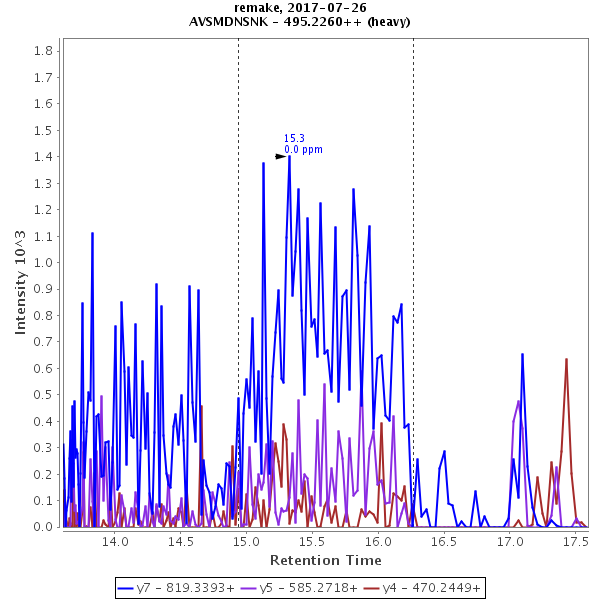 remake, 2017-07-26
AVSMDNSNK - 495.2260++ (heavy)
1.8
1.7
1.6
1.5
1.4
1.3
1.2
1.1
1.0
0.9
0.8
0.7
0.6
0.5
0.4
0.3
0.2
0.1
0.0
Intensity 10^3
15.3
0.0 ppm
14.0 14.5 15.0 15.5 16.0 16.5 17.0 17.5
Retention Time
y7 - 819.3393+ y5 - 585.2718+ y4 - 470.2449+